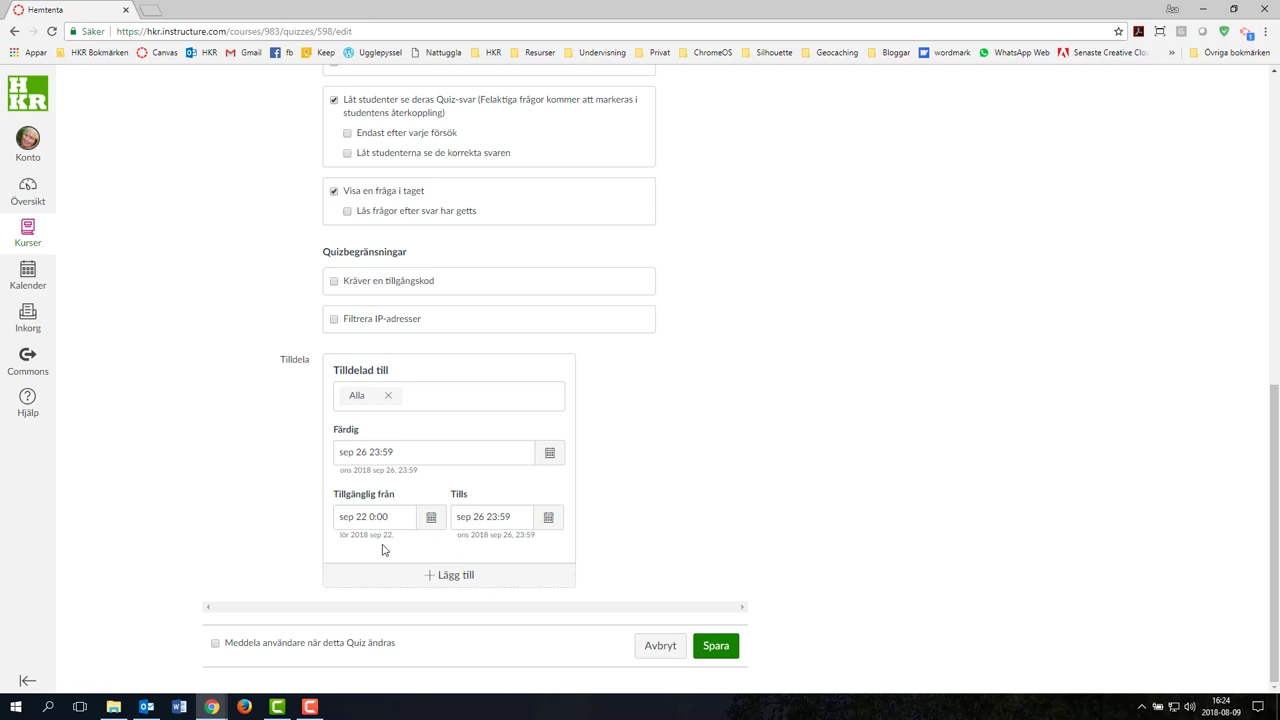 Hemtenta
Säker
https://hkr.instructure.com/courses/983/quizzes/598/edit
Appar
HKR Bokmärken
Canvas
HKR
Gmail
fb
Keep
Ugglepyssel
Nattuggla
HKR
Resurser
Undervisning
Privat
ChromeOS
Silhouette
Geocaching
Bloggar
wordmark
WhatsApp Web
Senaste Creative Clou
»
Övriga bokmärken
HKR
Konto
Översikt
Kurser
Kalender
Inkorg
Commons
Hjälp
Låt studenter se deras Quiz-svar (Felaktiga frågor kommer att markeras i
studentens återkoppling)
Endast efter varje försök
Låt studenterna se de korrekta svaren
Visa en fråga i taget
Lås frågor efter svar har getts
Quizbegränsningar
Kräver en tillgångskod
Filtrera IP-adresser
Tilldela
Tilldelad till
Alla
Färdig
sep 26 23:59
ons 2018 sep 26, 23:59
Tillgänglig från
Tills
sep 22 0:00
sep 26 23:59
lör 2018 sep 22,
ons 2018 sep 26, 23:59
+ Lägg till
Meddela användare när detta Quiz ändras
Avbryt
Spara
16:24
2018-08-09